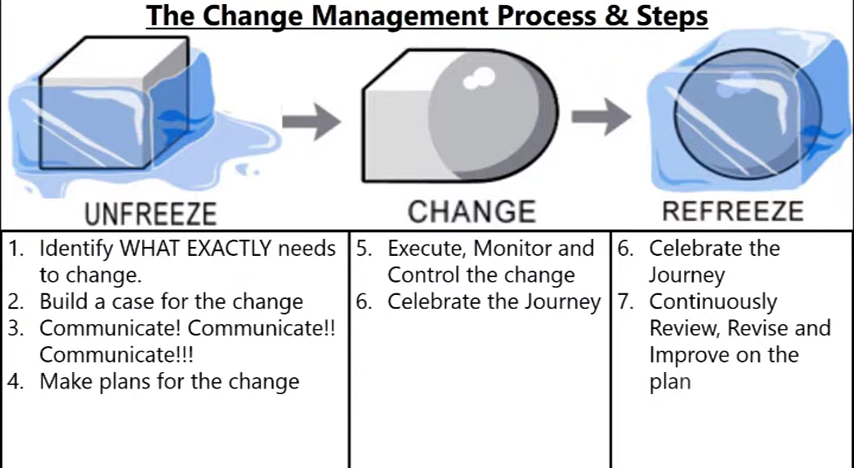 The Change Management Process & Steps
UNFREEZE
CHANGE
REFREEZE
1. Identify WHAT EXACTLY needs
to change.
2. Build a case for the change
3. Communicate! Communicate!!
Communicate!!!
4. Make plans for the change
5. Execute, Monitor and
Control the change
6. Celebrate the Journey
6. Celebrate the
Journey
7. Continuously
Review, Revise and
Improve on the
plan